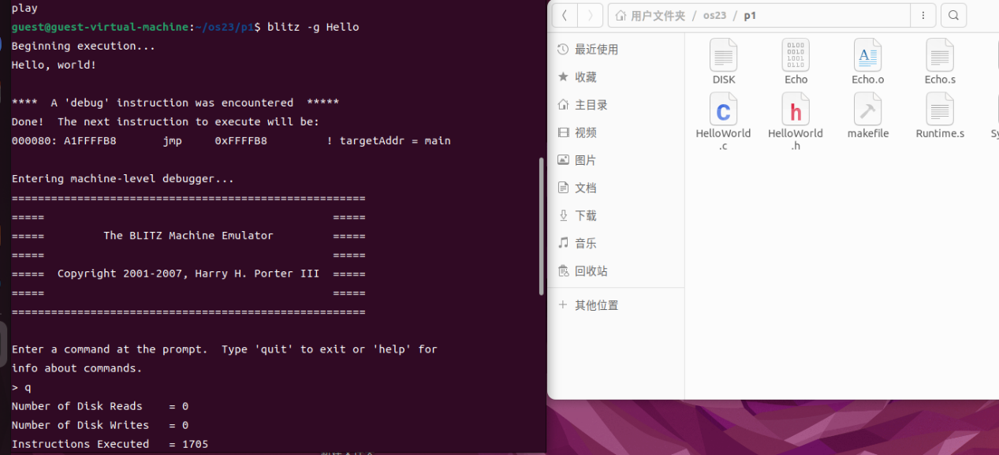 play
guest@guest-virtual-machine:~/os23/p1$ blitz -g Hello
Beginning execution...
Hello, world!
****  A 'debug' instruction was encountered  *****
Done!  The next instruction to execute will be:
000080: A1FFFFB8       jmp     0xFFFFB8         ! targetAddr = main
Entering machine-level debugger...
======================================================
=====                                            =====
=====         The BLITZ Machine Emulator         =====
=====                                            =====
=====  Copyright 2001-2007, Harry H. Porter III  =====
=====                                            =====
======================================================
Enter a command at the prompt.  Type 'quit' to exit or 'help' for
info about commands.
> q
Number of Disk Reads    = 0
Number of Disk Writes   = 0
Instructions Executed   = 1705
用户文件夹 / os23 / p1
最近使用
收藏
主目录
视频
图片
文档
下载
音乐
回收站
+ 其他位置
DISK
Echo
Echo.o
Echo.s
HelloWorld
.c
HelloWorld
.h
makefile
Runtime.s